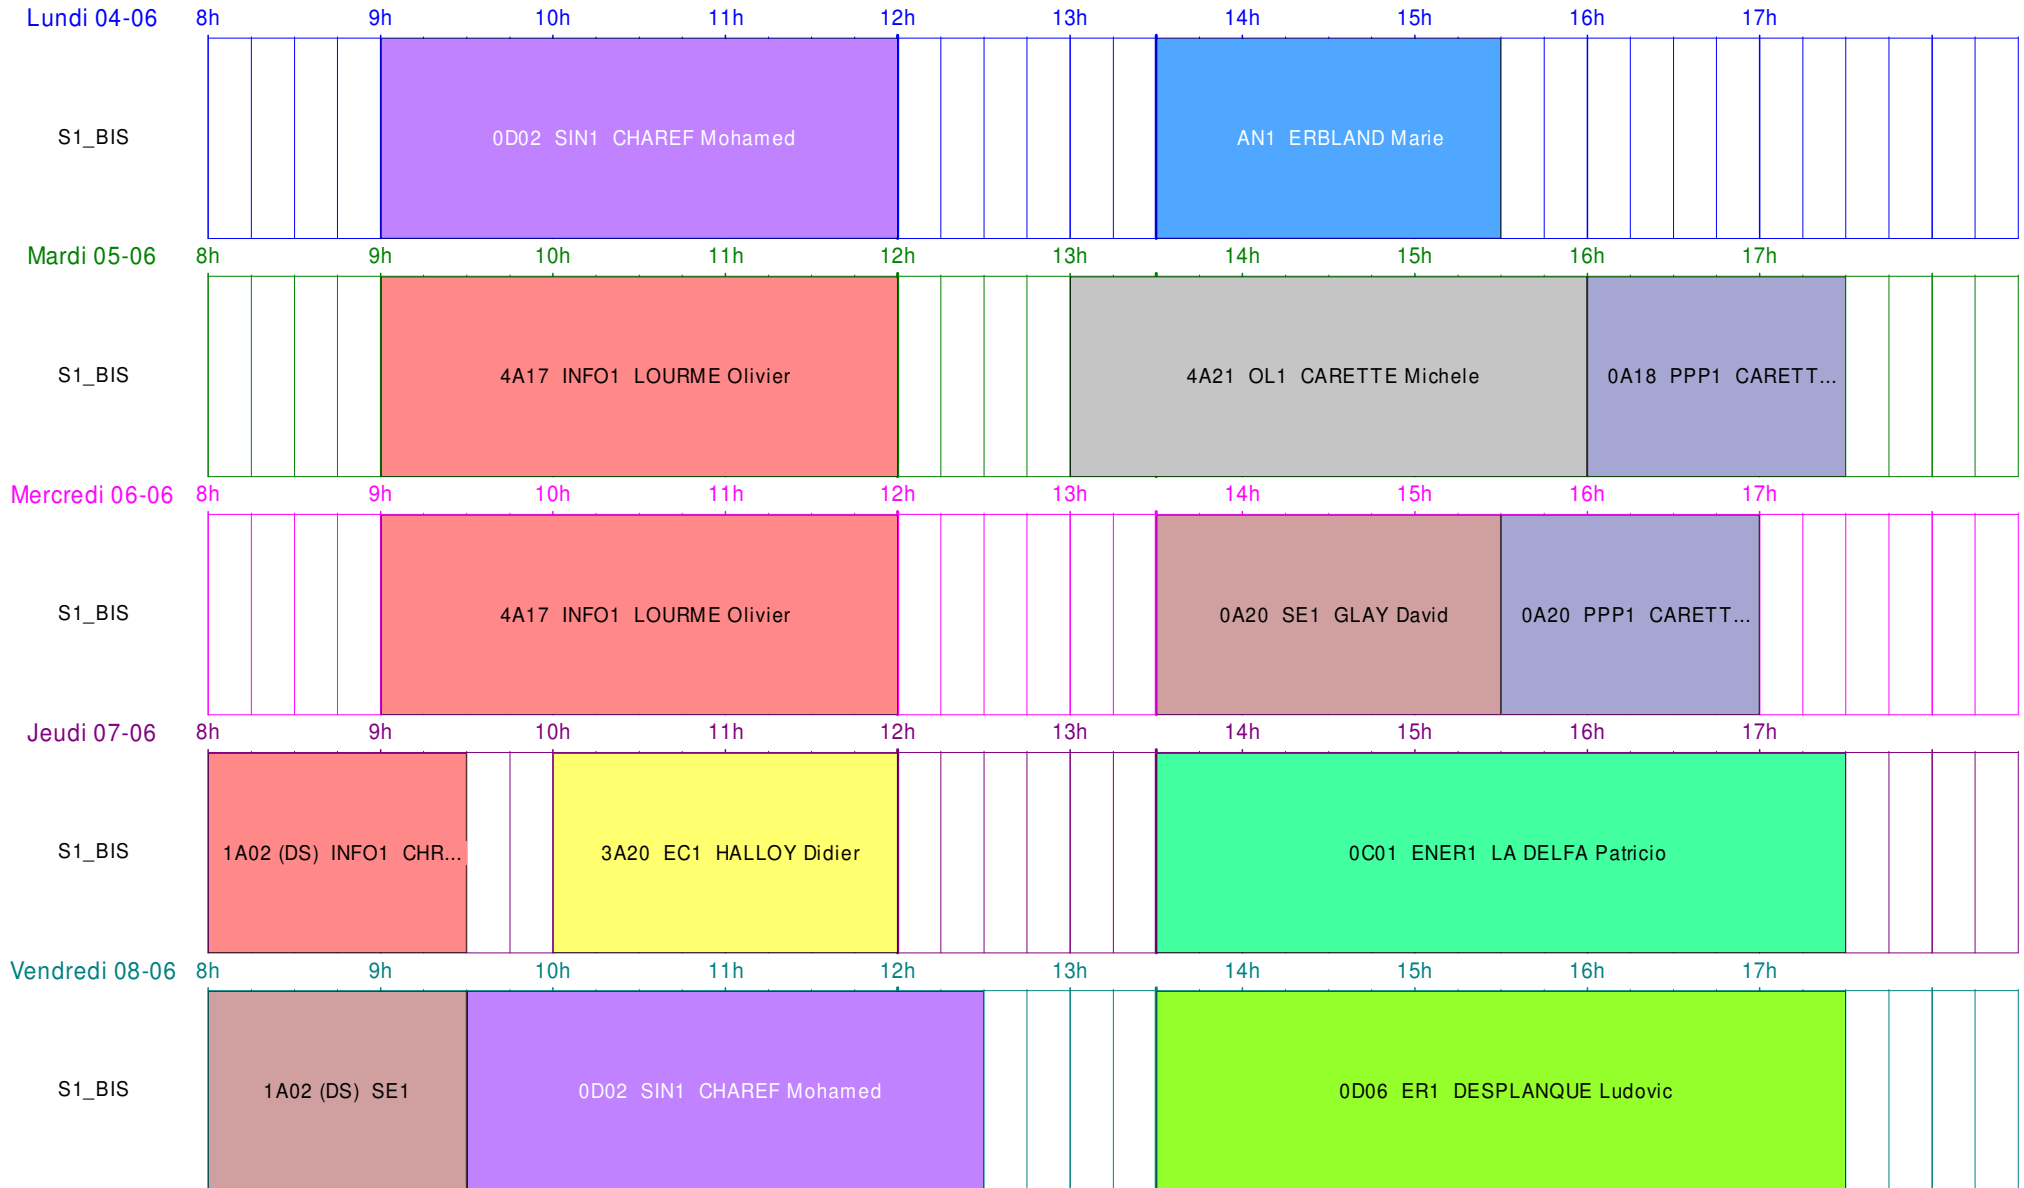 Lundi 04-06 8h 9h 10h 11h 12h 13h 14h 15h 16h 17h
S1_BIS 0D02 SIN1 CHAREF Mohamed AN1 ERBLAND Marie
Mardi 05-06 8h 9h 10h 11h 12h 13h 14h 15h 16h 17h
S1_BIS 4A17 INFO1 LOURME Olivier 4A21 OL1 CARETTE Michele 0A18 PPP1 CARETT...
Mercredi 06-06 8h 9h 10h 11h 12h 13h 14h 15h 16h 17h
S1_BIS 4A17 INFO1 LOURME Olivier 0A20 SE1 GLAY David 0A20 PPP1 CARETT...
Jeudi 07-06 8h 9h 10h 11h 12h 13h 14h 15h 16h 17h
S1_BIS 1A02 (DS) INFO1 CHR... 3A20 EC1 HALLOY Didier 0C01 ENER1 LA DELFA Patricio
Vendredi 08-06 8h 9h 10h 11h 12h 13h 14h 15h 16h 17h
S1_BIS 1A02 (DS) SE1 0D02 SIN1 CHAREF Mohamed 0D06 ER1 DESPLANQUE Ludovic